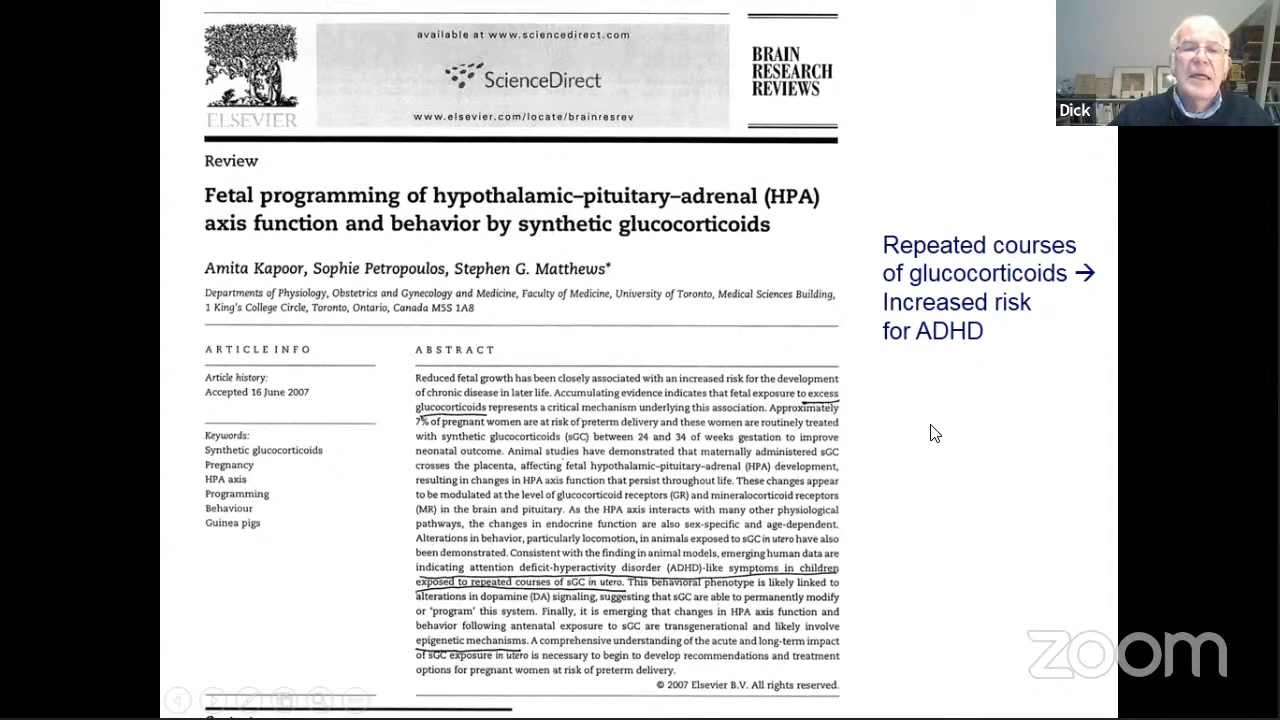 available at www.sciencedirect.com
ScienceDirect
www.elsevier.com/locate/brainresrev
ELSEVIER
BRAIN
RESEARCH
REVIEWS
Dick
Review
Fetal programming of hypothalamic–pituitary–adrenal (HPA)
axis function and behavior by synthetic glucocorticoids
Amita Kapoor, Sophie Petropoulos, Stephen G. Matthews*
Departments of Physiology, Obstetrics and Gynecology and Medicine, Faculty of Medicine, University of Toronto, Medical Sciences Building,
1 King's College Circle, Toronto, Ontario, Canada M5S 1A8
Repeated courses
of glucocorticoids →
Increased risk
for ADHD
ARTICLE INFO
Article history:
Accepted 16 June 2007
Keywords:
Synthetic glucocorticoids
Pregnancy
HPA axis
Programming
Behaviour
Guinea pigs
ABSTRACT
Reduced fetal growth has been closely associated with an increased risk for the development
of chronic disease in later life. Accumulating evidence indicates that fetal exposure to excess
glucocorticoids represents a critical mechanism underlying this association. Approximately
7% of pregnant women are at risk of preterm delivery and these women are routinely treated
with synthetic glucocorticoids (sGC) between 24 and 34 of weeks gestation to improve
neonatal outcome. Animal studies have demonstrated that maternally administered sGC
crosses the placenta, affecting fetal hypothalamic–pituitary–adrenal (HPA) development,
resulting in changes in HPA axis function that persist throughout life. These changes appear
to be modulated at the level of glucocorticoid receptors (GR) and mineralocorticoid receptors
(MR) in the brain and pituitary. As the HPA axis interacts with many other physiological
pathways, the changes in endocrine function are also sex-specific and age-dependent.
Alterations in behavior, particularly locomotion, in animals exposed to sGC in utero have also
been demonstrated. Consistent with the finding in animal models, emerging human data are
indicating attention deficit-hyperactivity disorder (ADHD)-like symptoms in children
exposed to repeated courses of sGC in utero. This behavioral phenotype is likely linked to
alterations in dopamine (DA) signaling, suggesting that sGC are able to permanently modify
or 'program' this system. Finally, it is emerging that changes in HPA axis function and
behavior following antenatal exposure to sGC are transgenerational and likely involve
epigenetic mechanisms. A comprehensive understanding of the acute and long-term impact
of sGC exposure in utero is necessary to begin to develop recommendations and treatment
options for pregnant women at risk of preterm delivery.
© 2007 Elsevier B.V. All rights reserved.
zoom